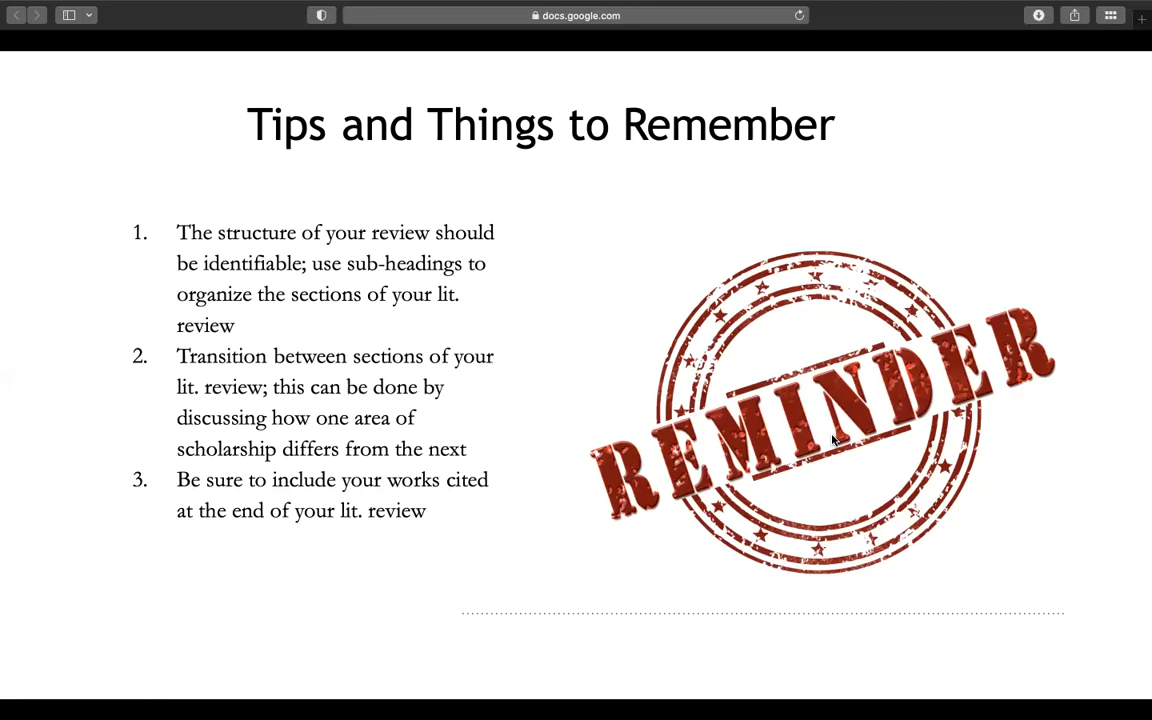 docs.google.com
Tips and Things to Remember
1. The structure of your review should
be identifiable; use sub-headings to
organize the sections of your lit.
review
2. Transition between sections of your
lit. review; this can be done by
discussing how one area of
scholarship differs from the next
3. Be sure to include your works cited
at the end of your lit. review
REMINDER